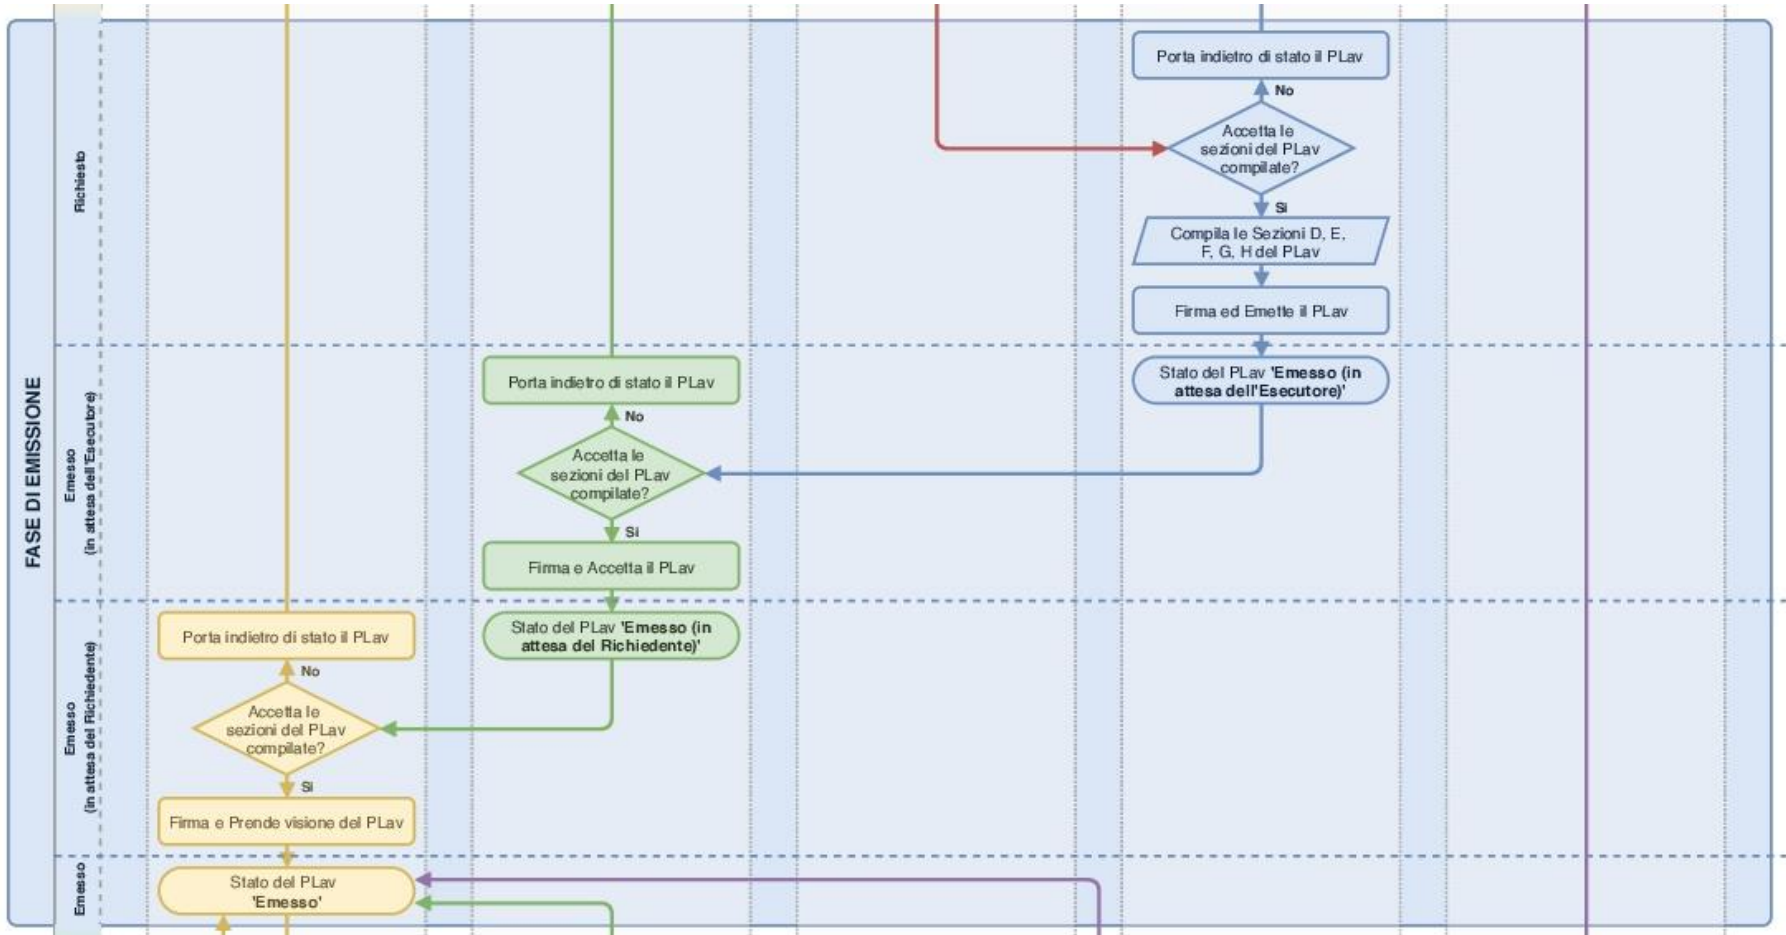 FASE DI EMISSIONE
Richiesto
Porta indietro di stato il PLav
No
Accetta le
sezioni del PLav
compilate?
Si
Compila le Sezioni D, E,
F, G, H del PLav
Firma ed Emette il PLav
Emesso
(in attesa dell'Esecutore)
Stato del PLav 'Emesso (in
attesa dell'Esecutore)'
Porta indietro di stato il PLav
No
Accetta le
sezioni del PLav
compilate?
Si
Firma e Accetta il PLav
Emesso
(in attesa del Richiedente)
Stato del PLav 'Emesso (in
attesa del Richiedente)'
Porta indietro di stato il PLav
No
Accetta le
sezioni del PLav
compilate?
Si
Firma e Prende visione del PLav
Emesso
Stato del PLav
'Emesso'